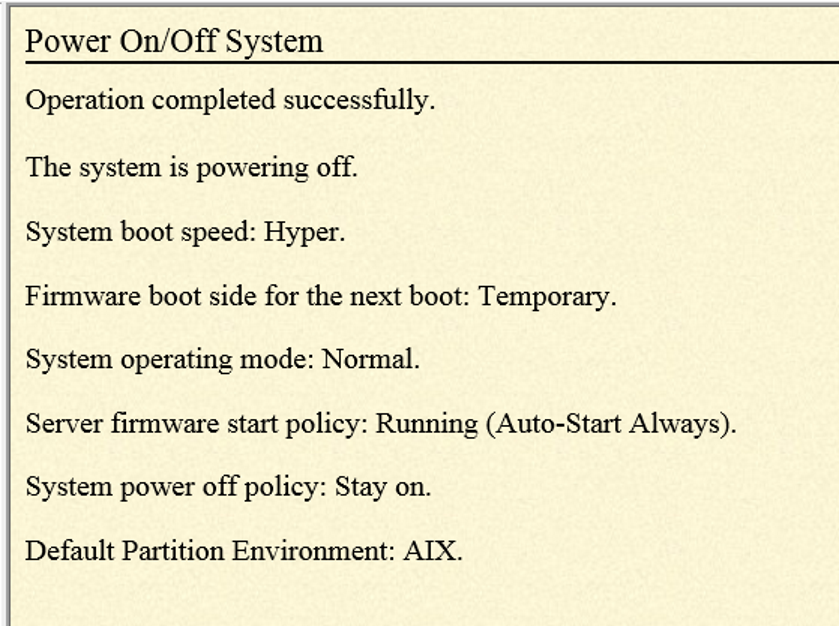 Power On/Off System
Operation completed successfully.
The system is powering off.
System boot speed: Hyper.
Firmware boot side for the next boot: Temporary.
System operating mode: Normal.
Server firmware start policy: Running (Auto-Start Always).
System power off policy: Stay on.
Default Partition Environment: AIX.